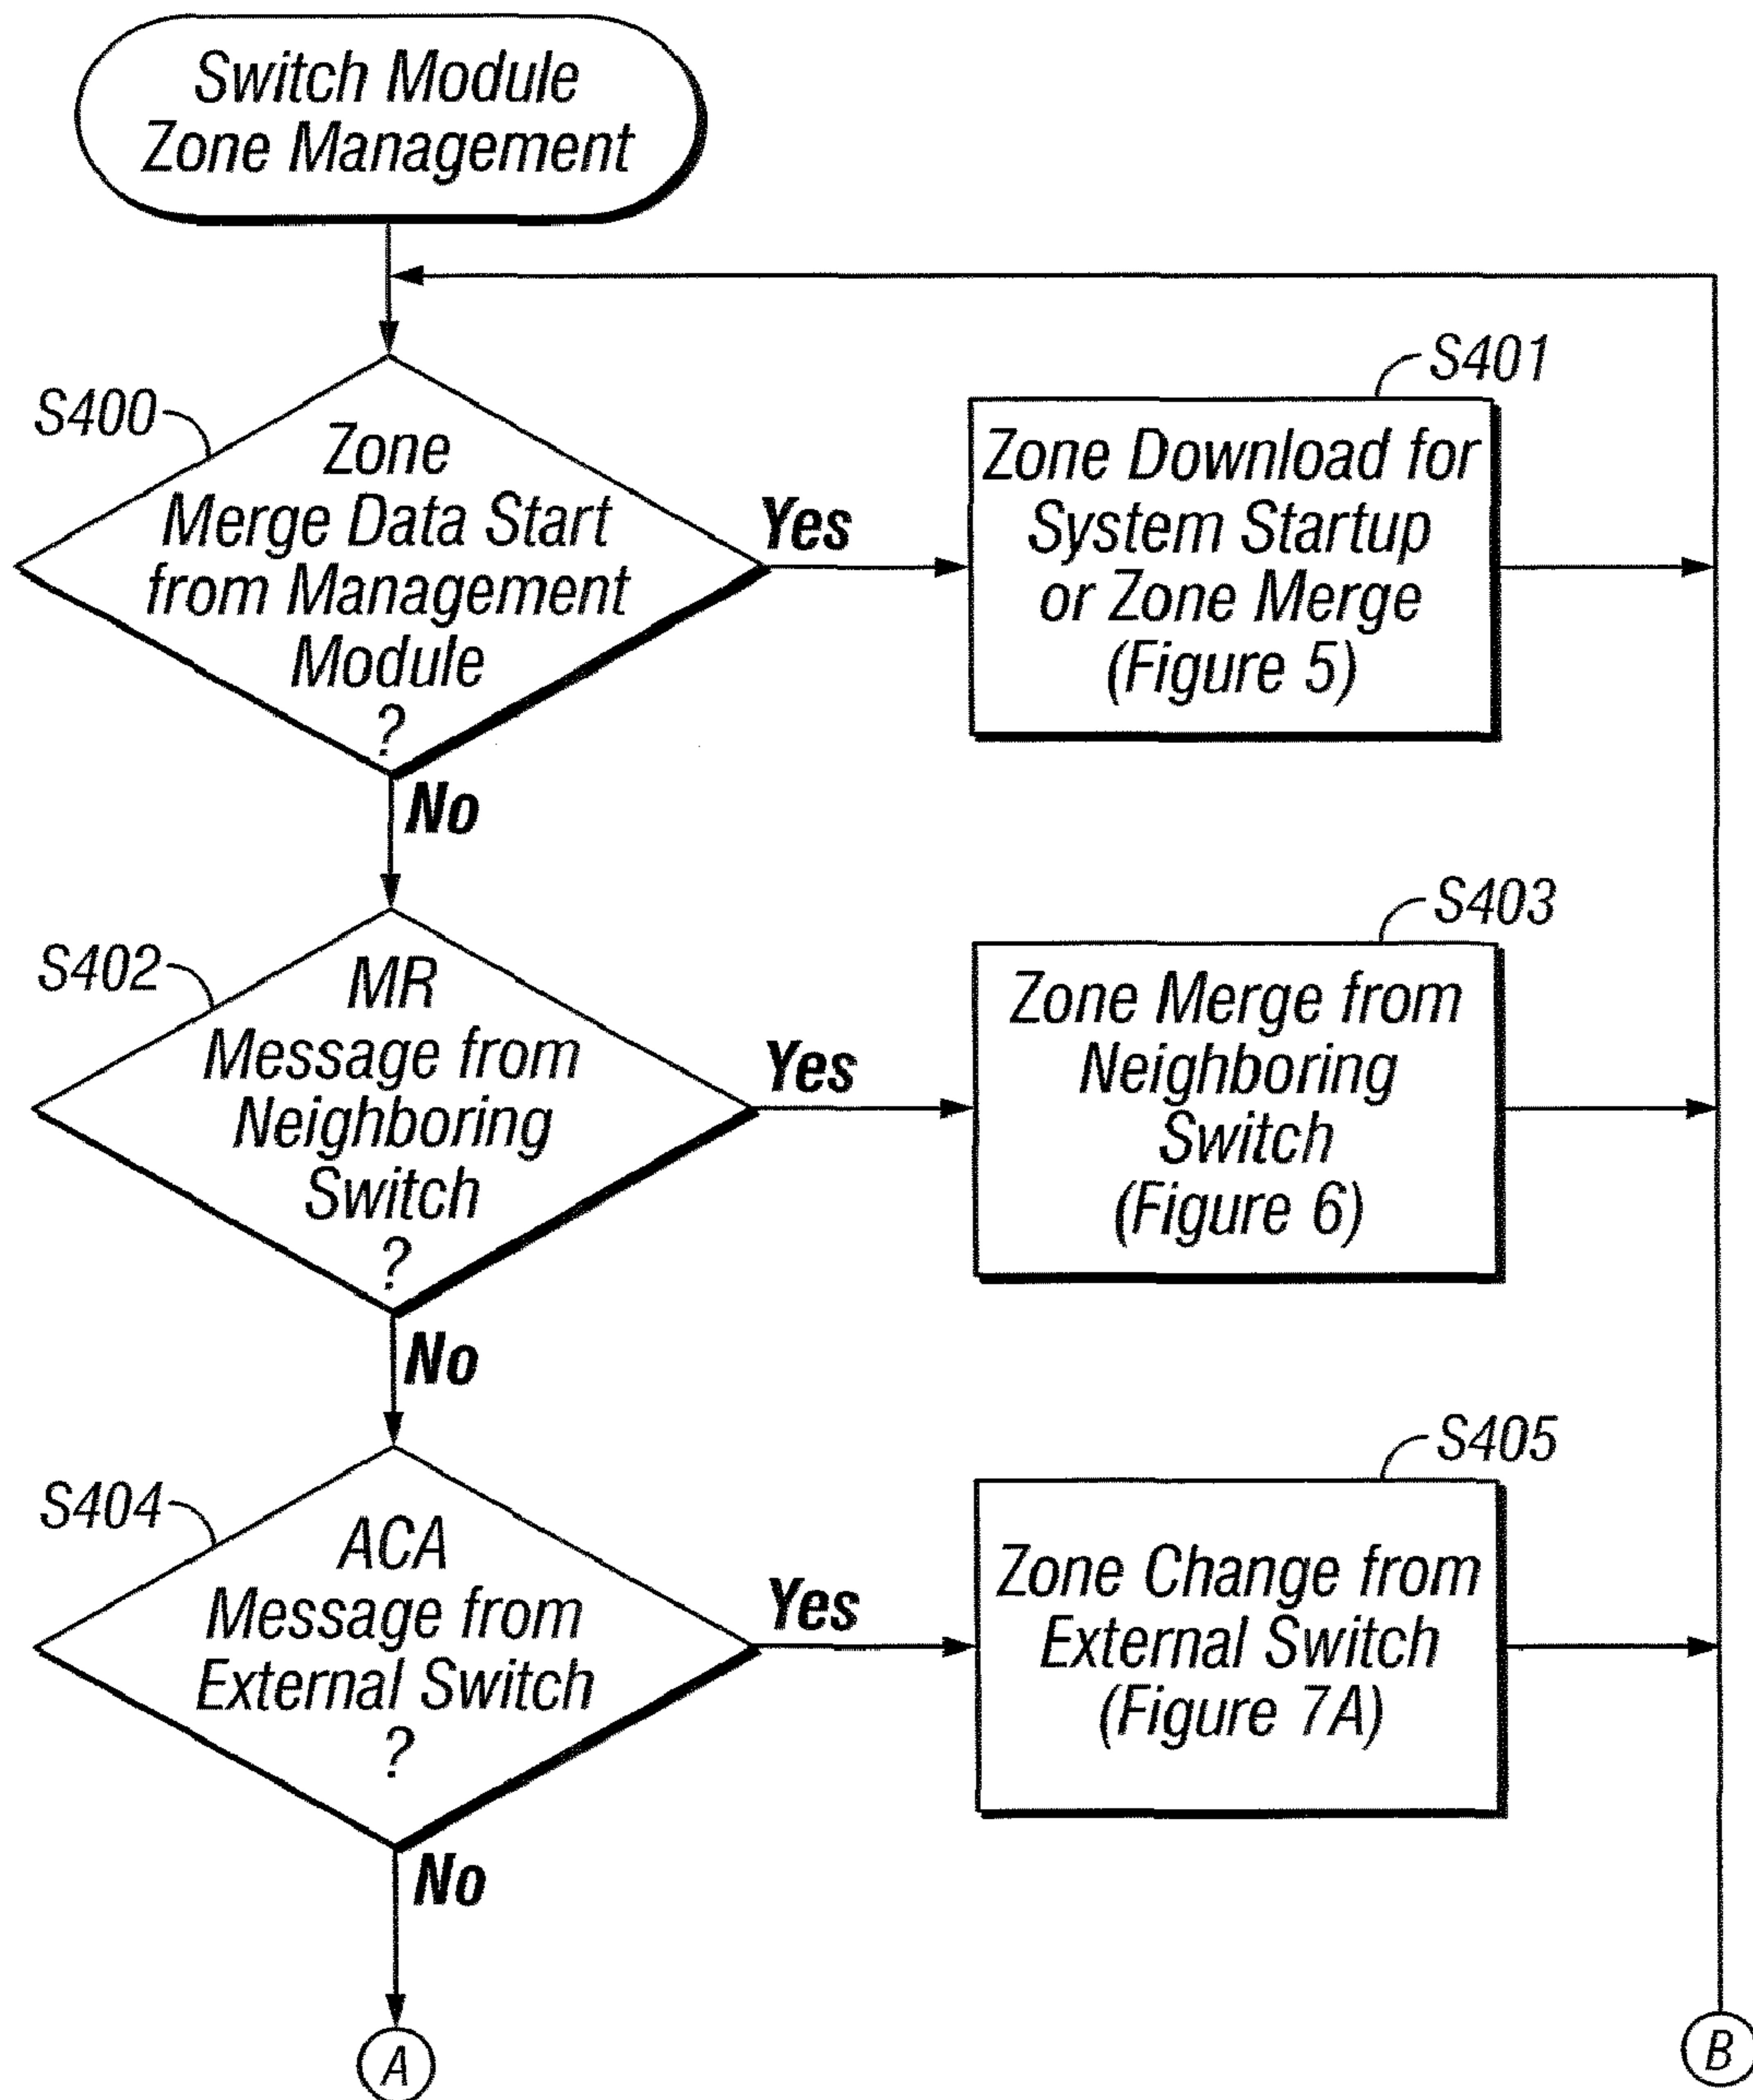 Switch Module
Zone Management
S400
Zone
Merge Data Start
from Management
Module
?
Yes
S401
Zone Download for
System Startup
or Zone Merge
(Figure 5)
No
S402
MR
Message from
Neighboring
Switch
?
Yes
S403
Zone Merge from
Neighboring
Switch
(Figure 6)
No
S404
ACA
Message from
External Switch
?
Yes
S405
Zone Change from
External Switch
(Figure 7A)
No
A
B